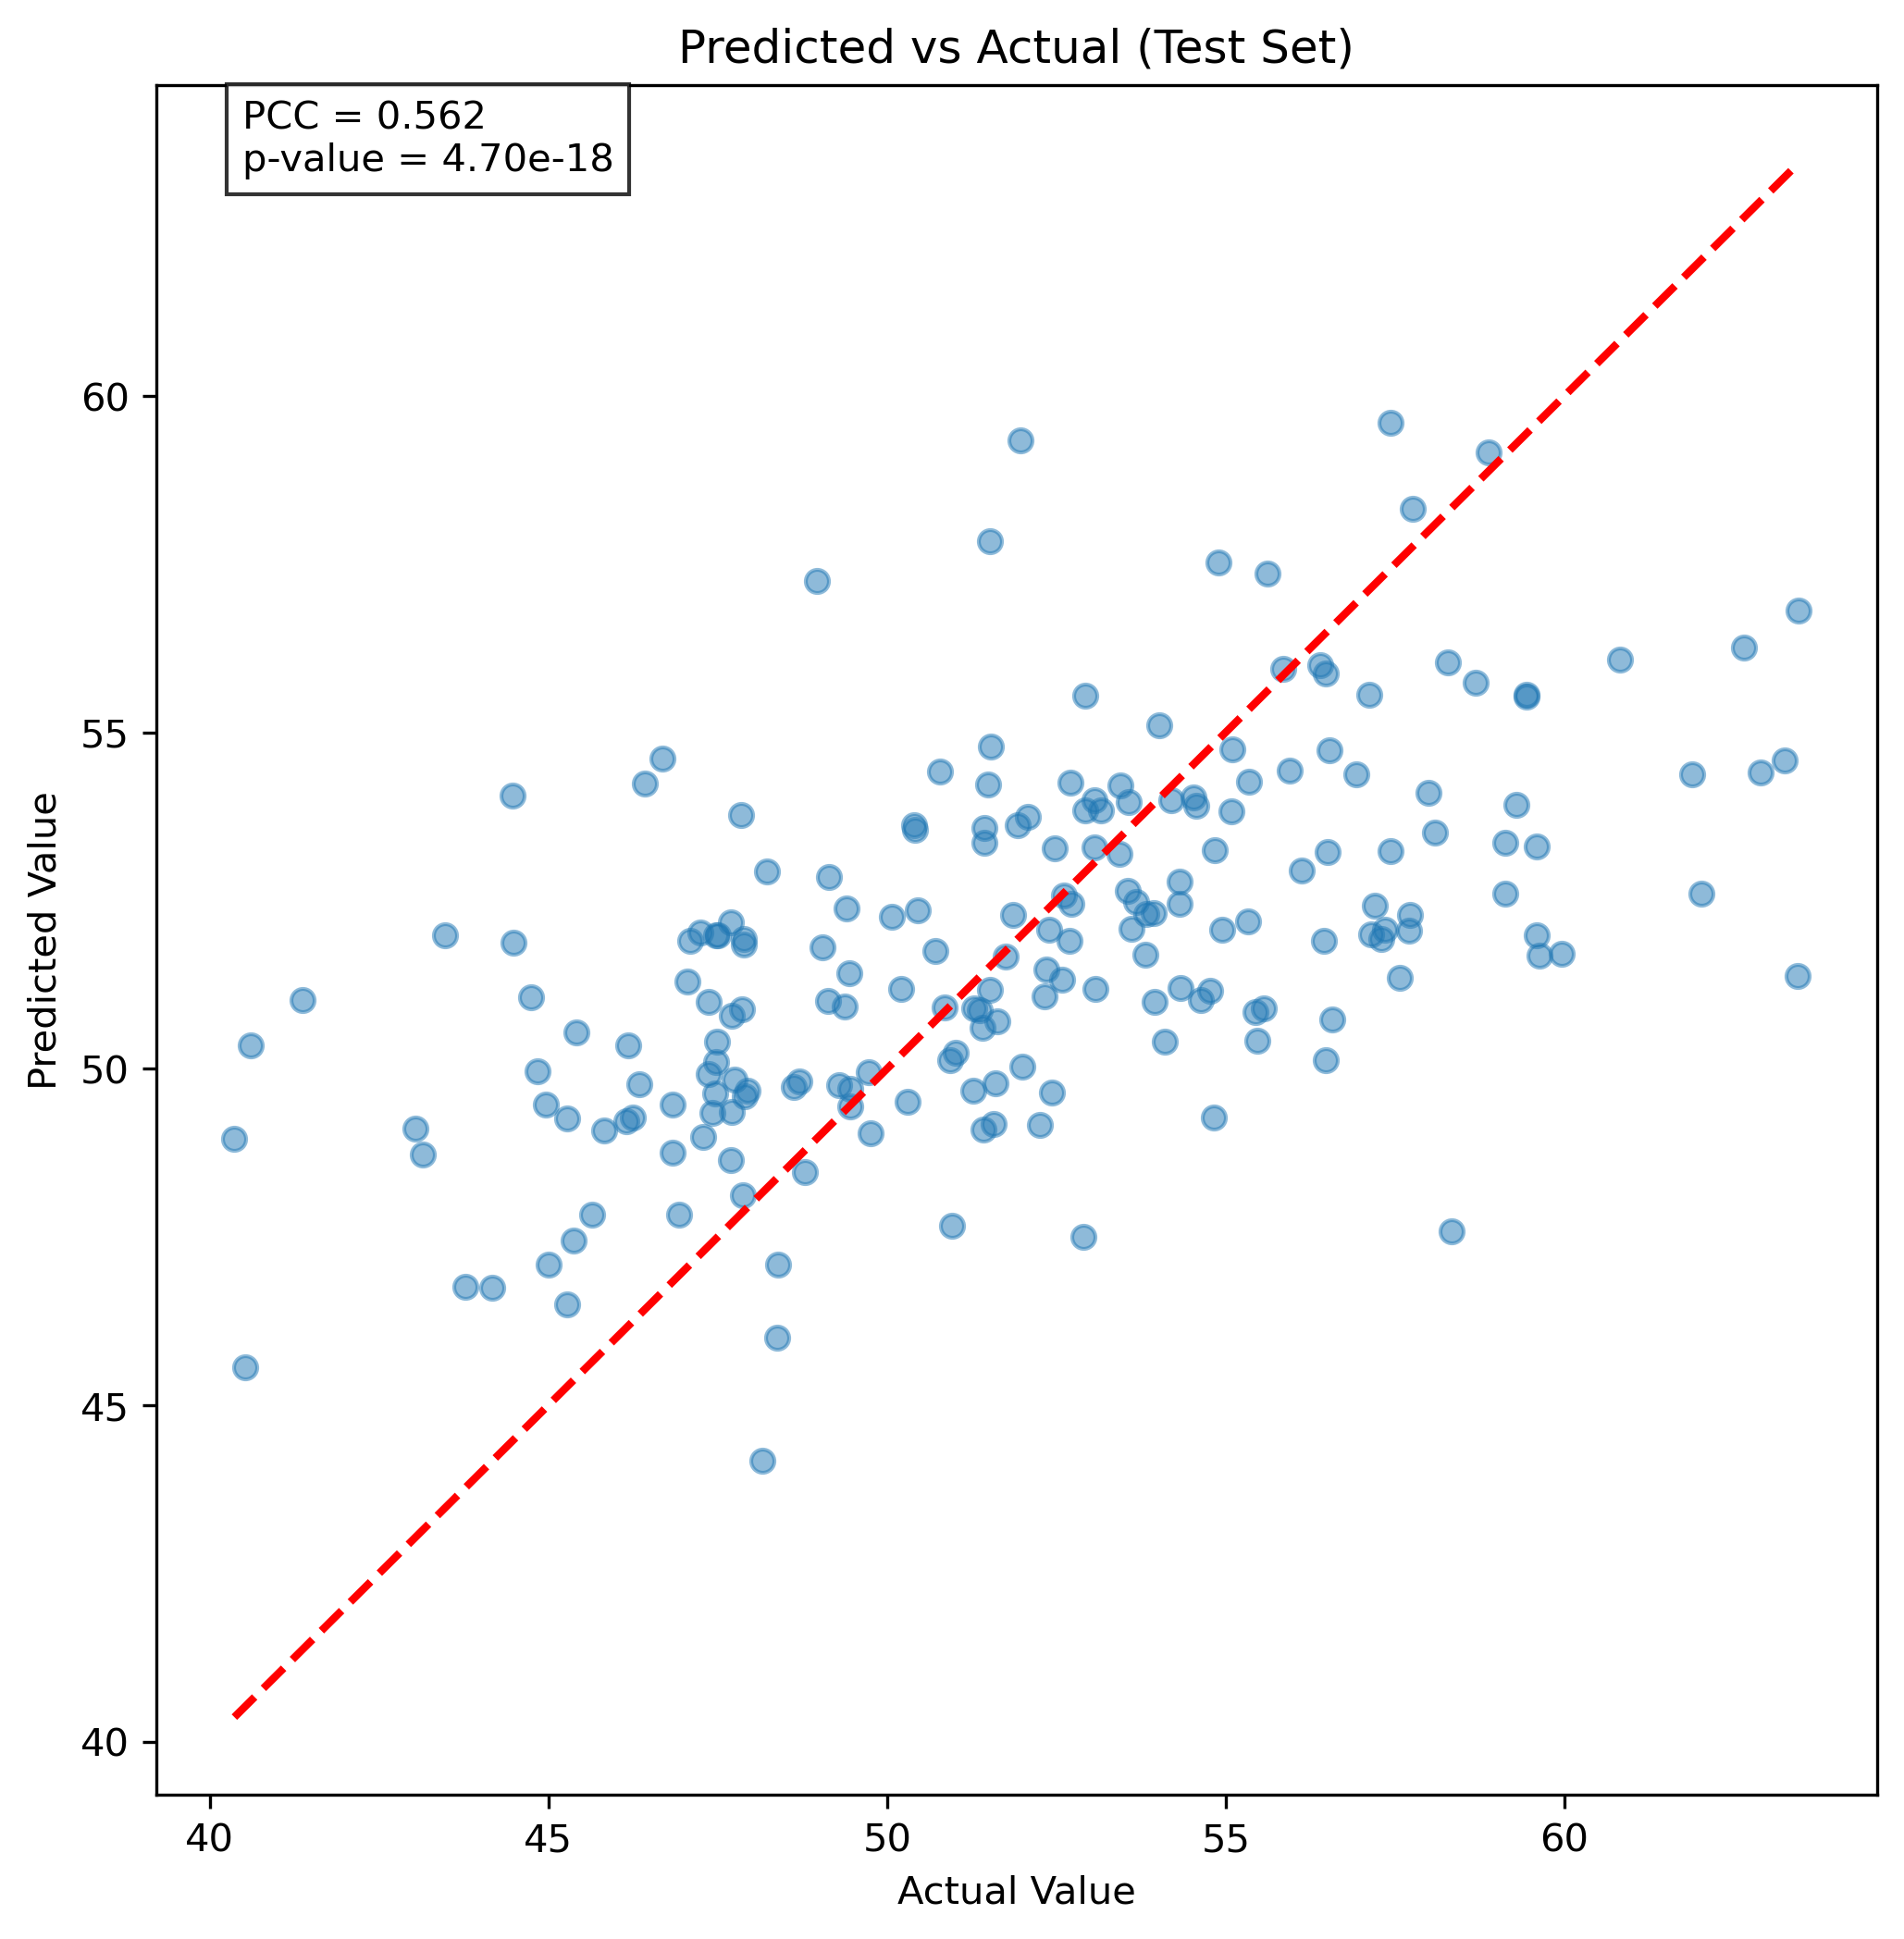 Predicted vs Actual (Test Set)
PCC = 0.562
p-value = 4.70e-18
60
55
50
45
40
Predicted Value
40
45
50
55
60
Actual Value